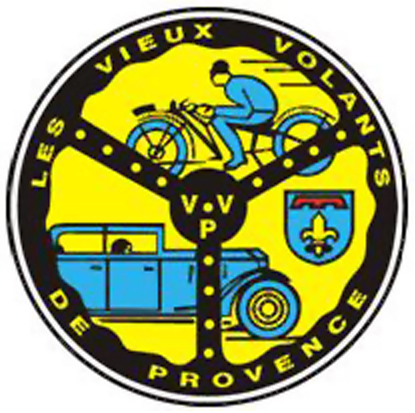 LES VIEUX VOLANTS
V.V
P
DE PROVENCE